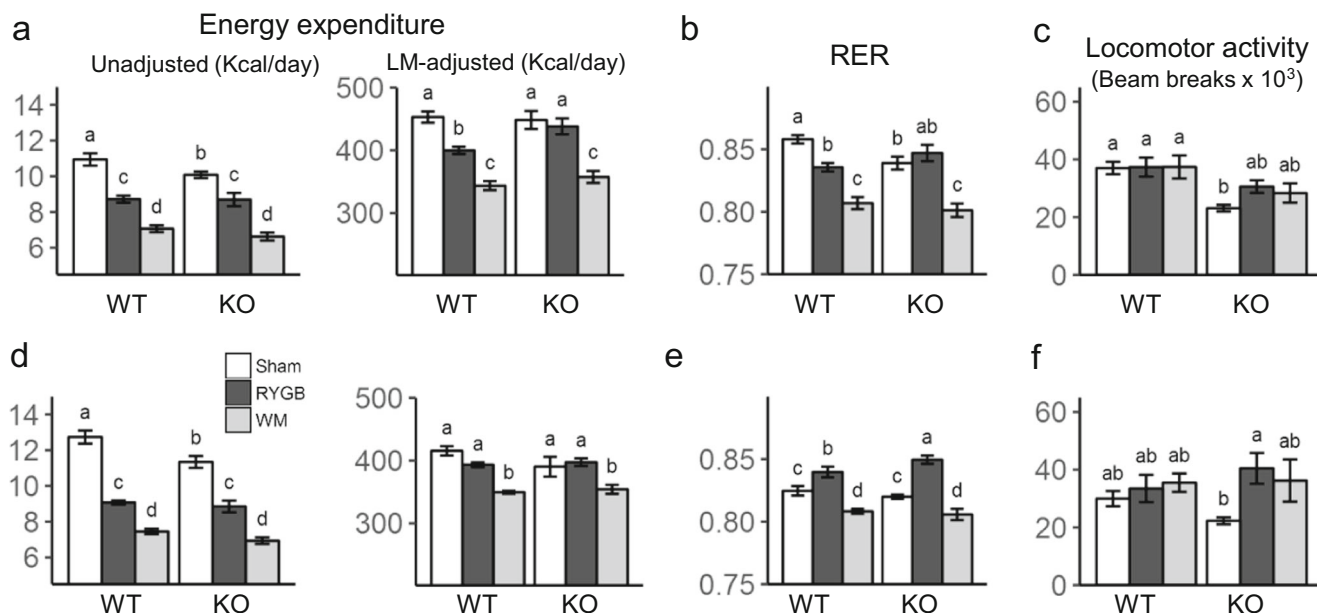 a
Energy expenditure
Unadjusted (Kcal/day)
LM-adjusted (Kcal/day)
14
12
10
8
6
a
c
d
b
c
d
WT
KO
500
400
300
a
b
c
a
a
c
WT
KO
b
RER
0.85
0.80
0.75
a
b
c
b
ab
c
WT
KO
c
Locomotor activity
(Beam breaks x 10³)
60
40
20
0
a
a
a
b
ab
ab
WT
KO
d
Sham
RYGB
WM
14
12
10
8
6
a
c
d
b
c
d
WT
KO
500
400
300
a
a
b
a
a
b
WT
KO
e
0.85
0.80
0.75
c
b
d
c
a
d
WT
KO
f
60
40
20
0
ab
ab
ab
b
a
ab
WT
KO